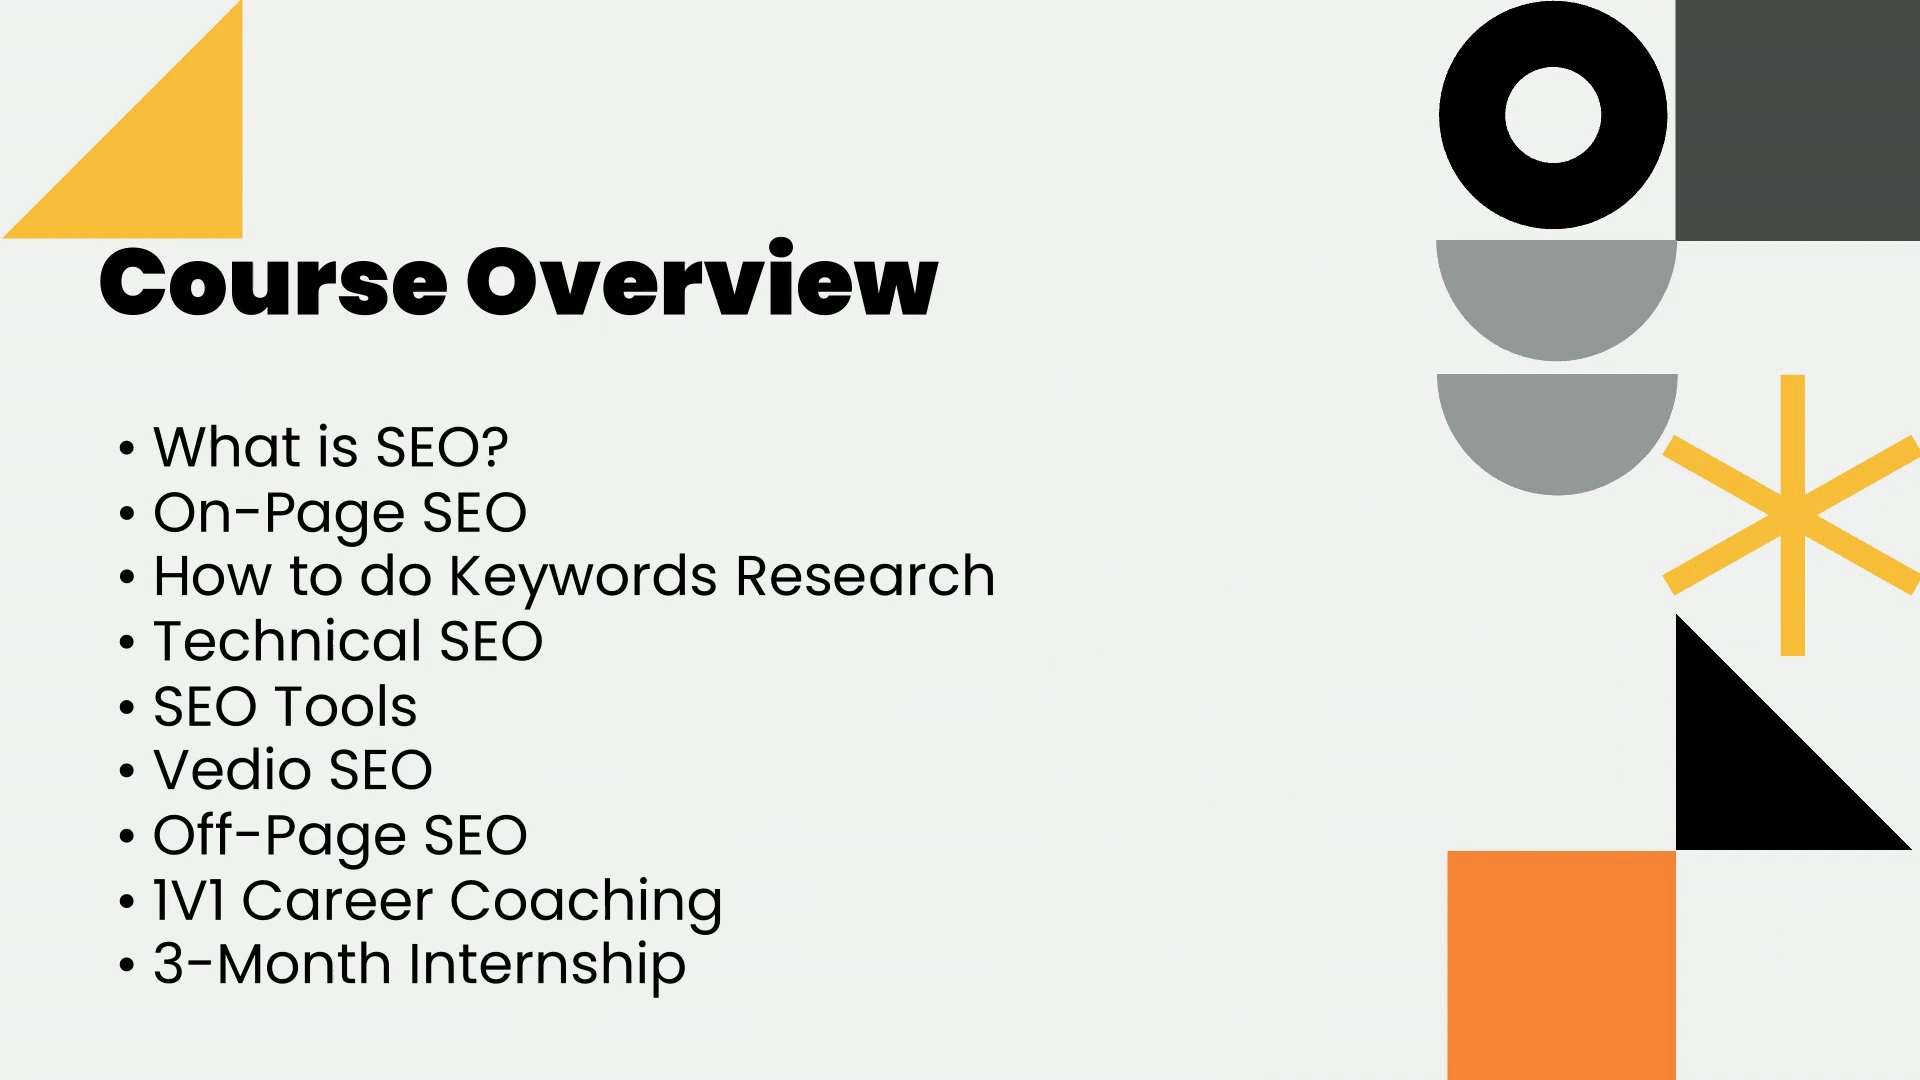 Course Overview
• What is SEO?
• On-Page SEO
• How to do Keywords Research
• Technical SEO
• SEO Tools
• Vedio SEO
• Off-Page SEO
• 1V1 Career Coaching
• 3-Month Internship